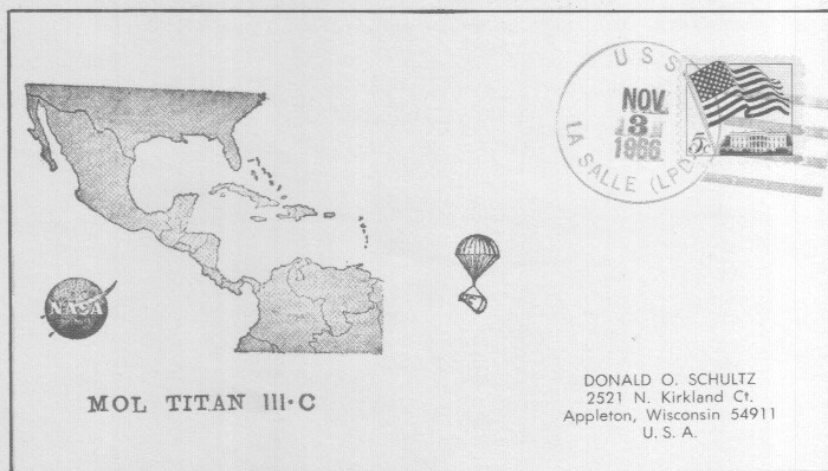 USS
LA SALLE (LPD
NOV
3
1966
5c
NASA
MOL TITAN III-C
DONALD O. SCHULTZ
2521 N. Kirkland Ct.
Appleton, Wisconsin 54911
U. S. A.